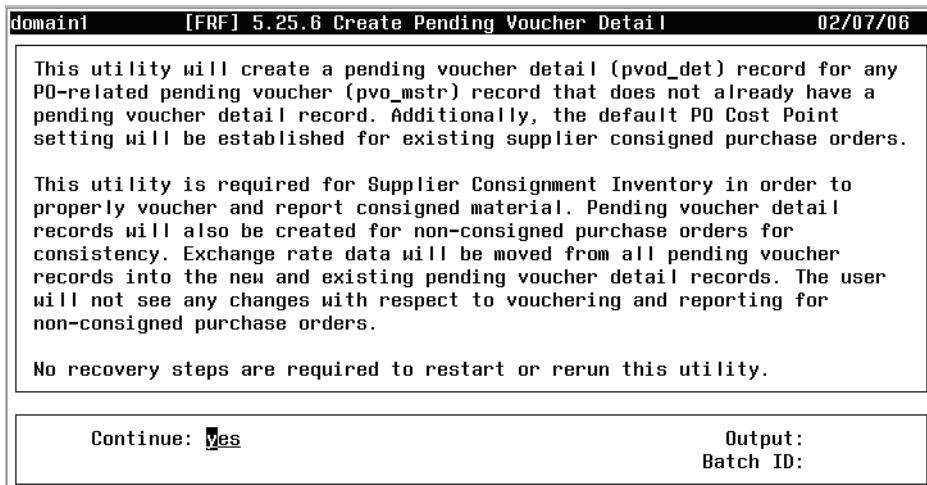 domain1 [FRF] 5.25.6 Create Pending Voucher Detail 02/07/06
This utility will create a pending voucher detail (pvod_det) record for any
PO-related pending voucher (pvo_mstr) record that does not already have a
pending voucher detail record. Additionally, the default PO Cost Point
setting will be established for existing supplier consigned purchase orders.
This utility is required for Supplier Consignment Inventory in order to
properly voucher and report consigned material. Pending voucher detail
records will also be created for non-consigned purchase orders for
consistency. Exchange rate data will be moved from all pending voucher
records into the new and existing pending voucher detail records. The user
will not see any changes with respect to vouchering and reporting for
non-consigned purchase orders.
No recovery steps are required to restart or rerun this utility.
Continue: yes Output:
Batch ID: